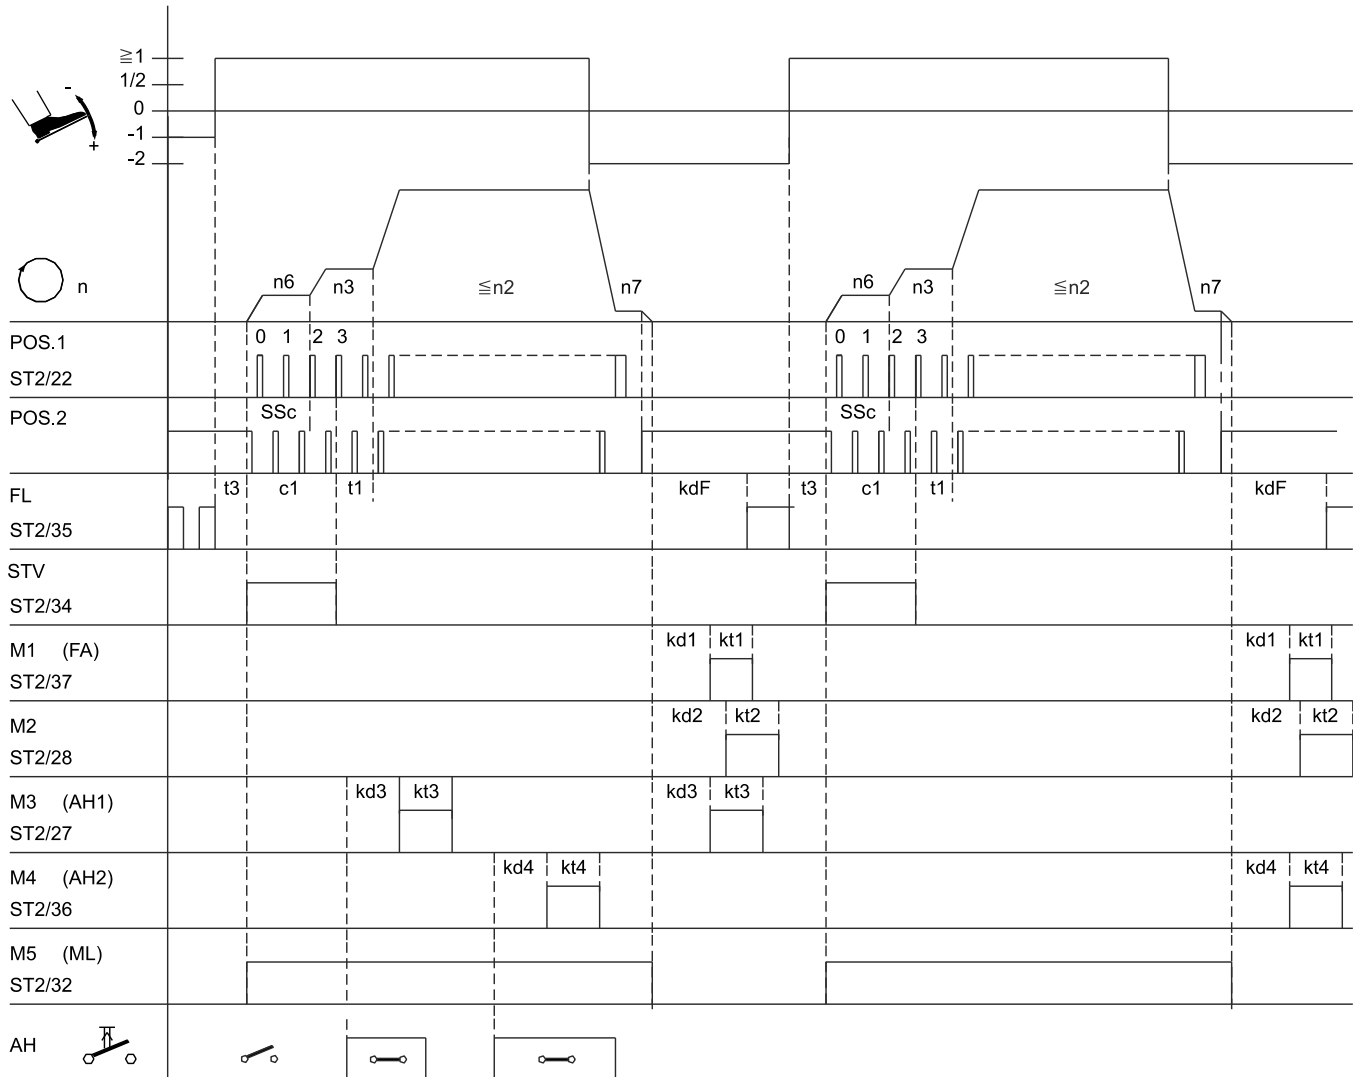 ≧1
1/2
0
-1
-2
-
+
n
n6 n3 ≦n2 n7 n6 n3 ≦n2 n7
POS.1 0 1 2 3 0 1 2 3
ST2/22
POS.2 SSc SSc
FL t3 c1 t1 kdF t3 c1 t1 kdF
ST2/35
STV
ST2/34
M1 (FA) kd1 kt1 kd1 kt1
ST2/37
M2 kd2 kt2 kd2 kt2
ST2/28
M3 (AH1) kd3 kt3 kd3 kt3
ST2/27
M4 (AH2) kd4 kt4 kd4 kt4
ST2/36
M5 (ML)
ST2/32
AH